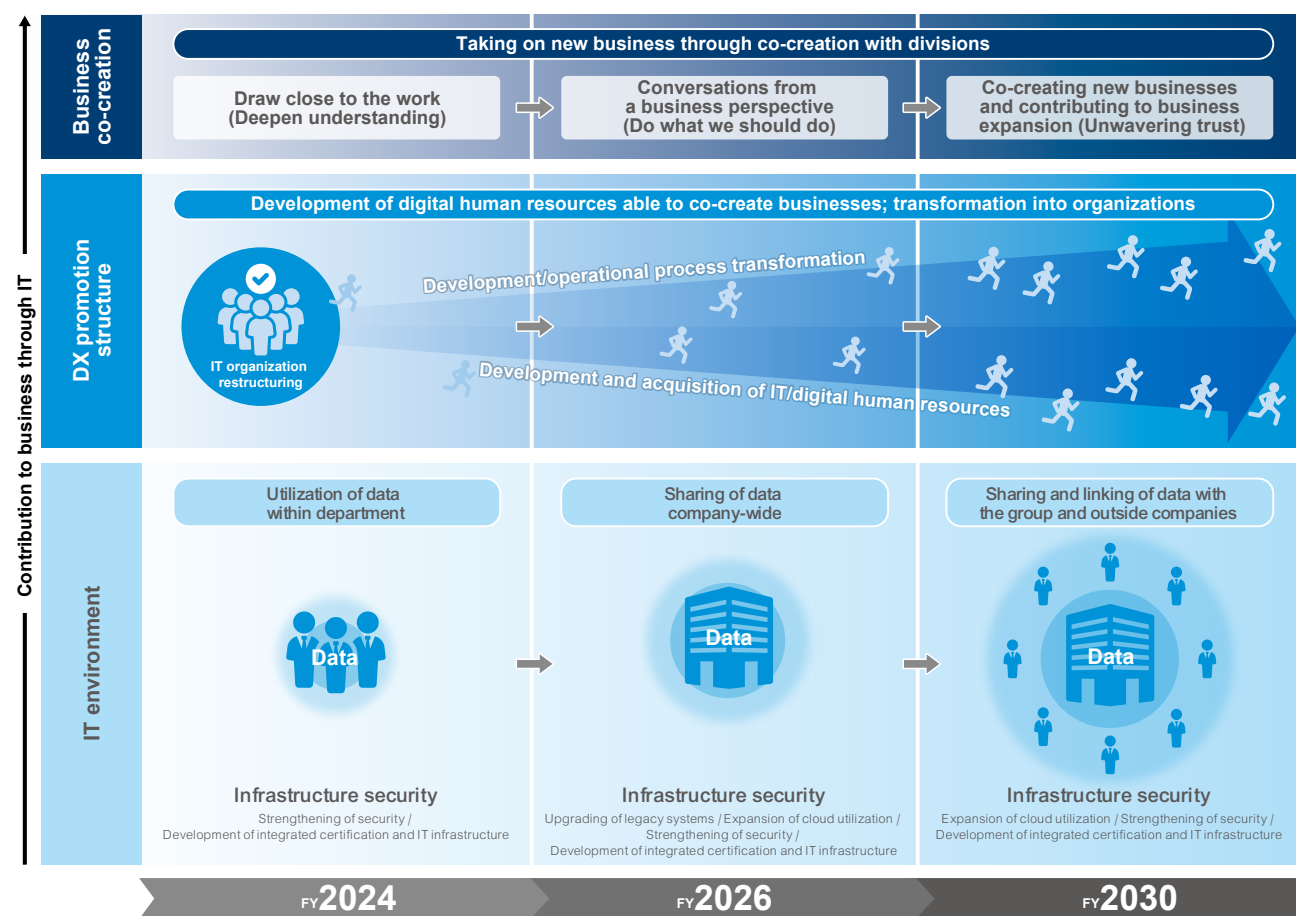 Contribution to business through IT
Business
co-creation
Taking on new business through co-creation with divisions
Draw close to the work
(Deepen understanding)
Conversations from
a business perspective
(Do what we should do)
Co-creating new businesses
and contributing to business
expansion (Unwavering trust)
DX promotion
structure
Development of digital human resources able to co-create businesses; transformation into organizations
IT organization
restructuring
Development/operational process transformation
Development and acquisition of IT/digital human resources
IT environment
Utilization of data
within department
Sharing of data
company-wide
Sharing and linking of data with
the group and outside companies
Data
Data
Data
Infrastructure security
Strengthening of security /
Development of integrated certification and IT infrastructure
Infrastructure security
Upgrading of legacy systems / Expansion of cloud utilization /
Strengthening of security /
Development of integrated certification and IT infrastructure
Infrastructure security
Expansion of cloud utilization / Strengthening of security /
Development of integrated certification and IT infrastructure
FY2024
FY2026
FY2030